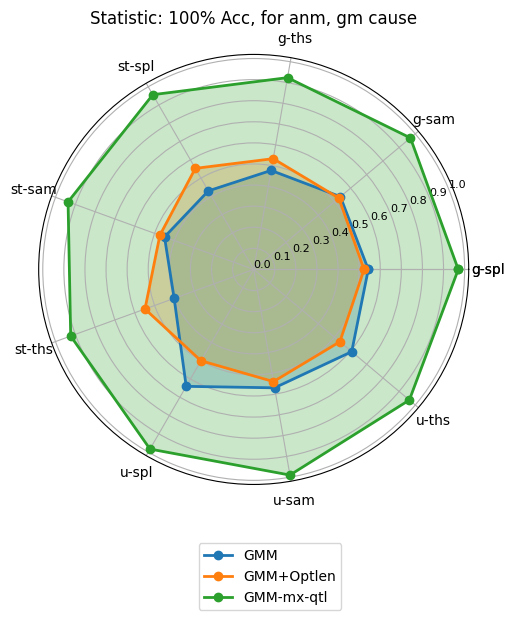 Statistic: 100% Acc, for anm, gm cause
g-ths
st-spl
g-sam
st-sam
1.0
0.9
0.8
0.7
0.6
0.5
0.4
0.3
0.2
0.1
0.0
g-spl
st-ths
u-ths
u-spl
u-sam
GMM
GMM+Optlen
GMM-mx-qtl